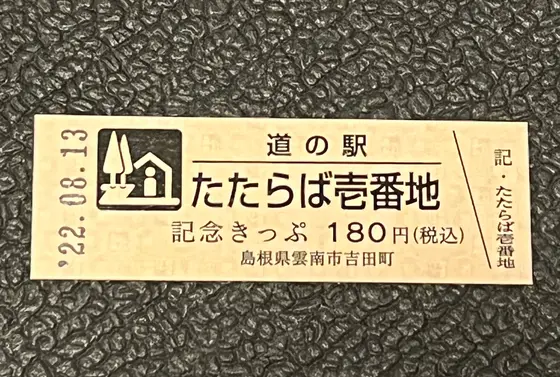 '22.08.13
道の駅
たたらば壱番地
記念きっぷ 180円(税込)
島根県雲南市吉田町
記・たたらば壱番地